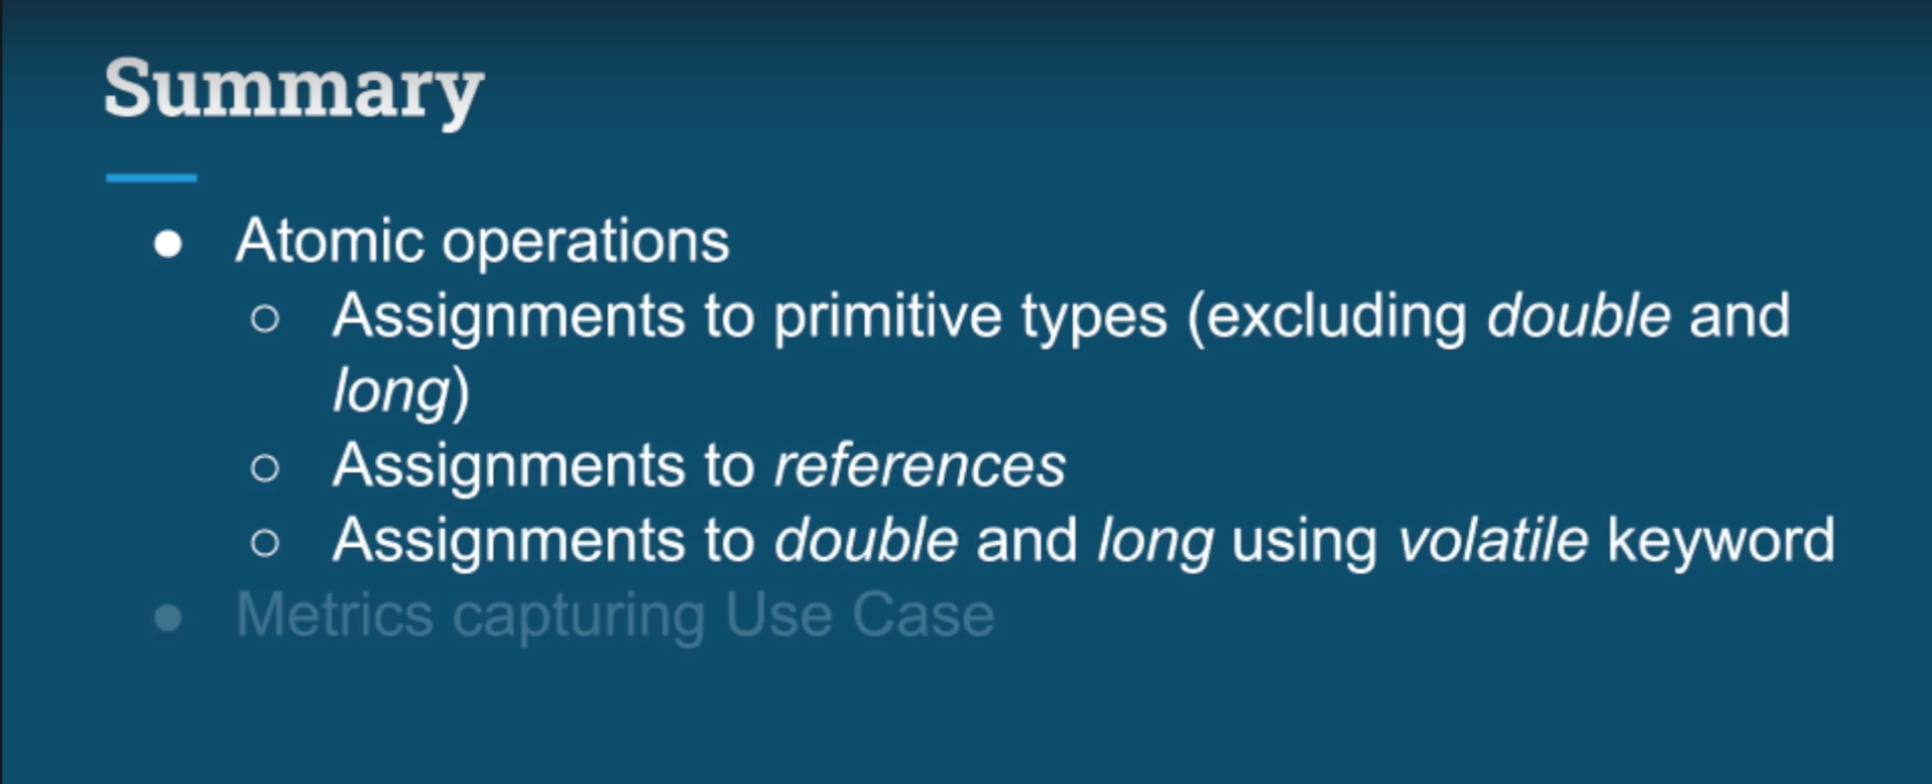 Summary
● Atomic operations
○ Assignments to primitive types (excluding double and
long)
○ Assignments to references
○ Assignments to double and long using volatile keyword
● Metrics capturing Use Case